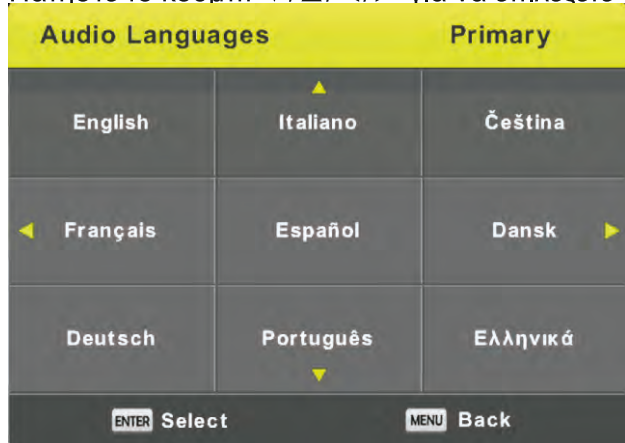 Audio Languages Primary
English Italiano Čeština
Français Español Dansk
Deutsch Português Ελληνικά
ENTER Select MENU Back